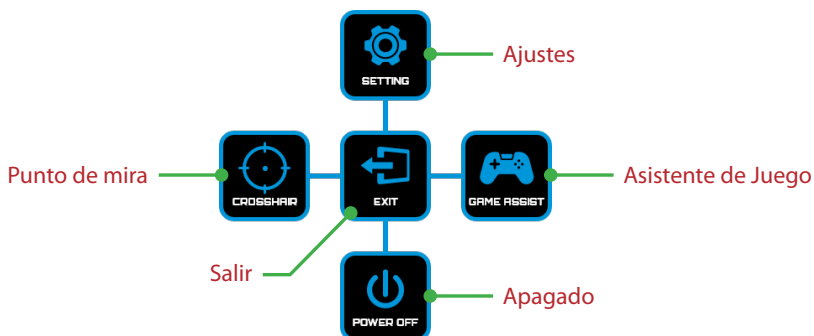 Ajustes
SETTING
Punto de mira
CROSSHAIR
EXIT
GAME ASSIST
Asistente de Juego
Salir
POWER OFF
Apagado